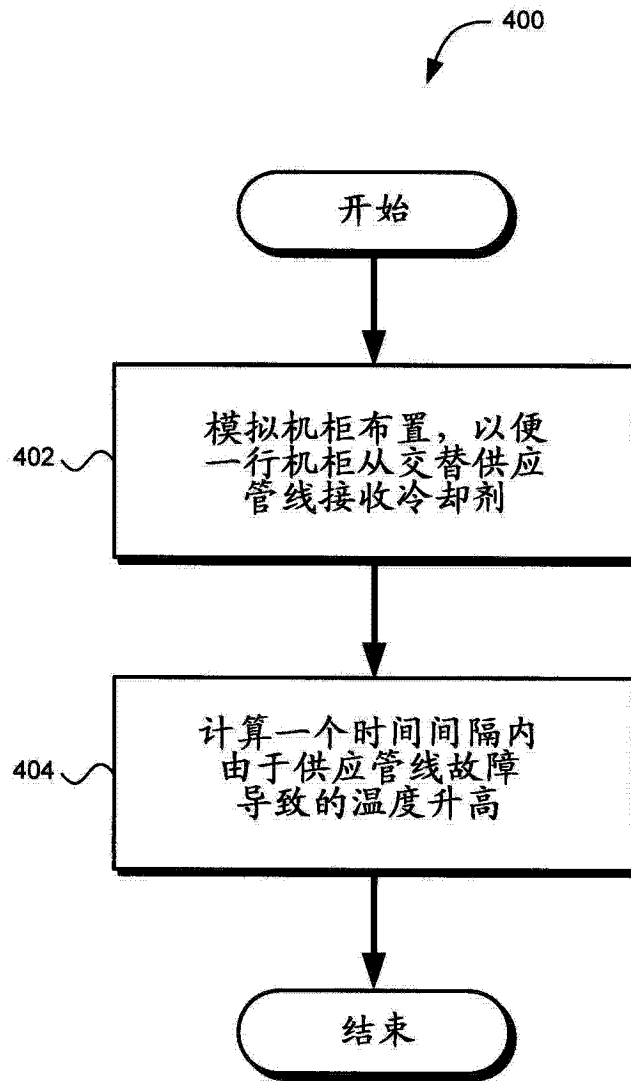 400
开始
402
模拟机柜布置，以便
一行机柜从交替供应
管线接收冷却剂
404
计算一个时间间隔内
由于供应管线故障
导致的温度升高
结束